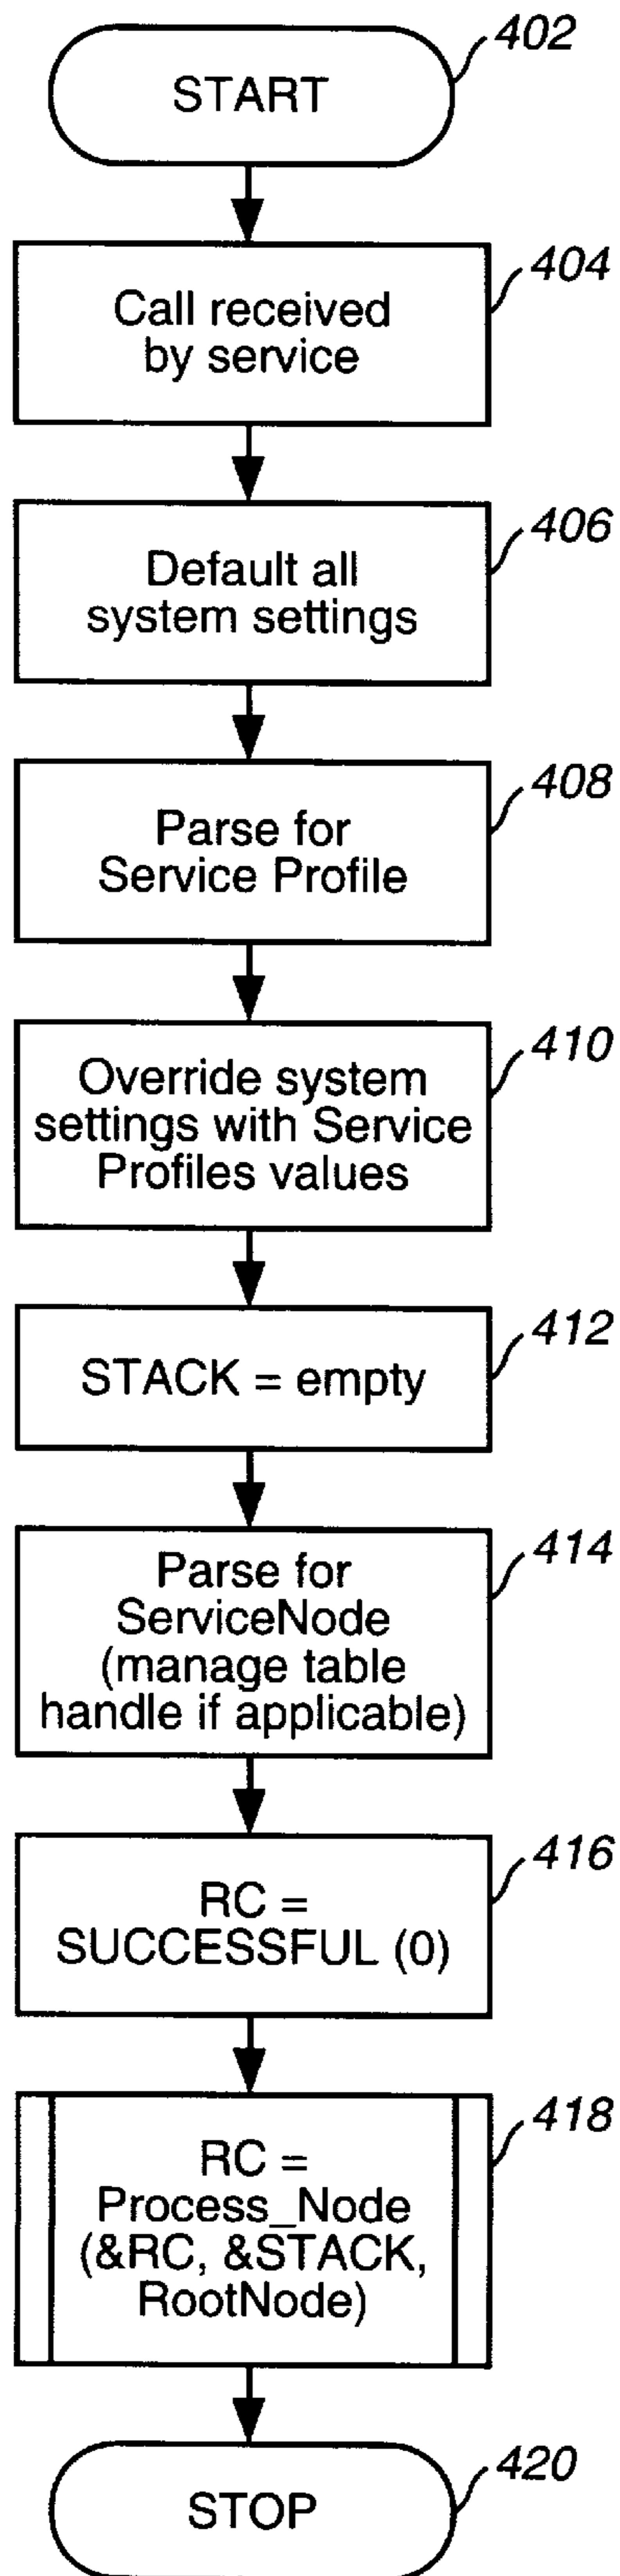 402
START
404
Call received
by service
406
Default all
system settings
408
Parse for
Service Profile
410
Override system
settings with Service
Profiles values
412
STACK = empty
414
Parse for
ServiceNode
(manage table
handle if applicable)
416
RC =
SUCCESSFUL (0)
418
RC =
Process_Node
(&RC, &STACK,
RootNode)
420
STOP